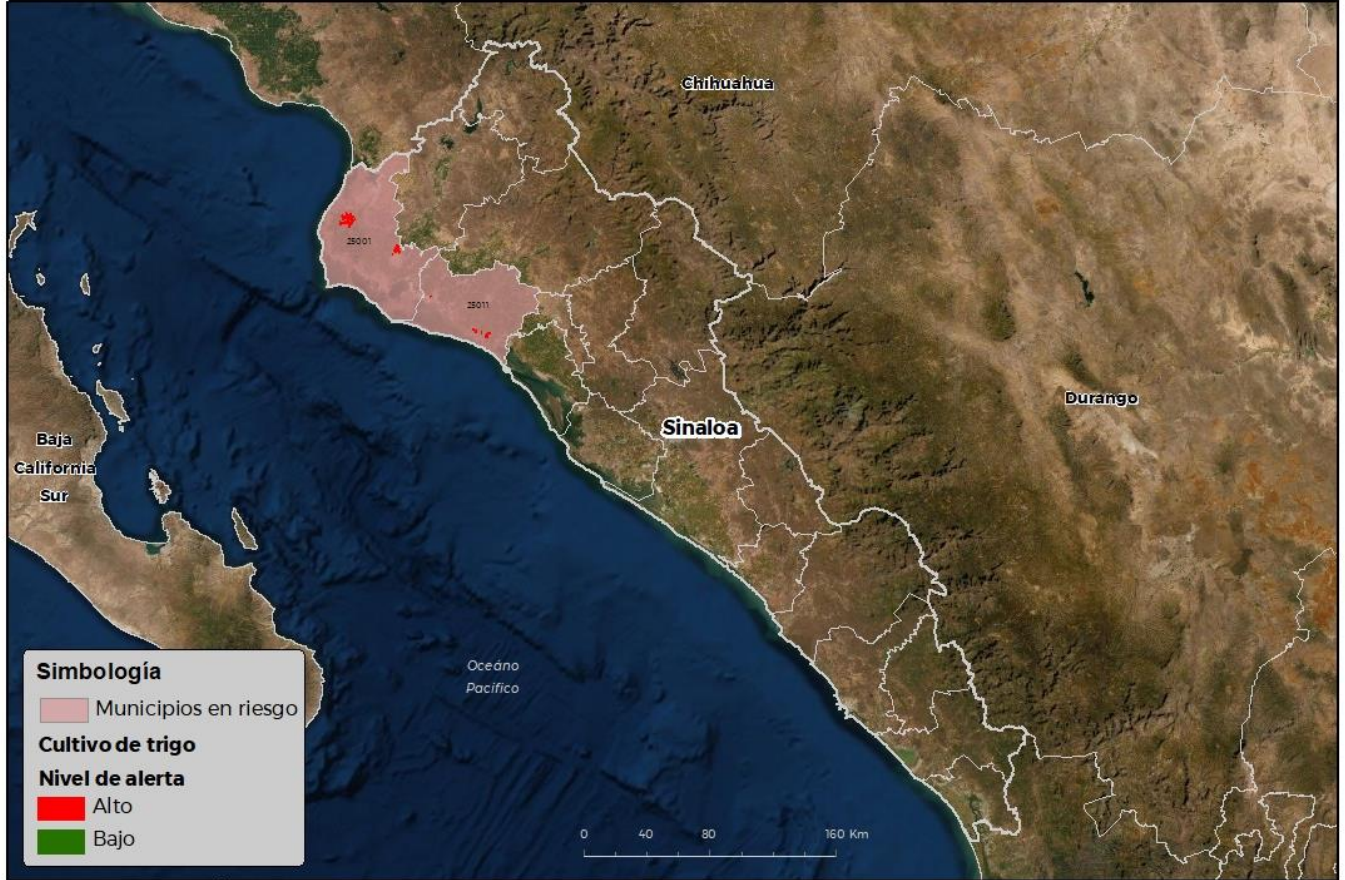 Chihuahua
25001
25011
Durango
Sinaloa
Baja
California
Sur
Oceáno
Pacifico
Simbología
Municipios en riesgo
Cultivo de trigo
Nivel de alerta
Alto
Bajo
0 40 80 160 Km